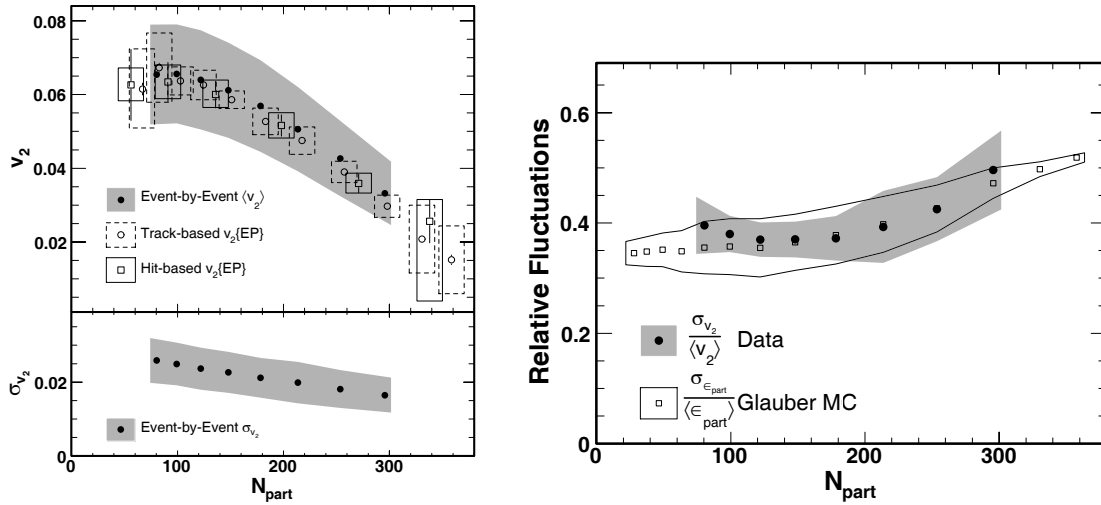 0.08
0.06
0.04
0.02
v2
Event-by-Event ⟨v2⟩
Track-based v2{EP}
Hit-based v2{EP}
0.02
0
σv2
Event-by-Event σv2
0 100 200 300
Npart
0.6
0.4
0.2
0
Relative Fluctuations
σv2
⟨v2⟩ Data
σ∈part
⟨∈part⟩ Glauber MC
0 100 200 300
Npart